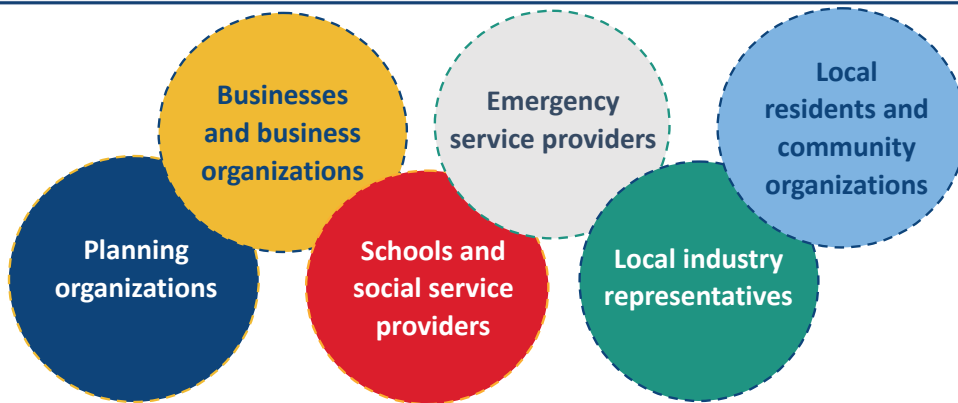 Planning
organizations
Businesses
and business
organizations
Schools and
social service
providers
Emergency
service providers
Local industry
representatives
Local
residents and
community
organizations